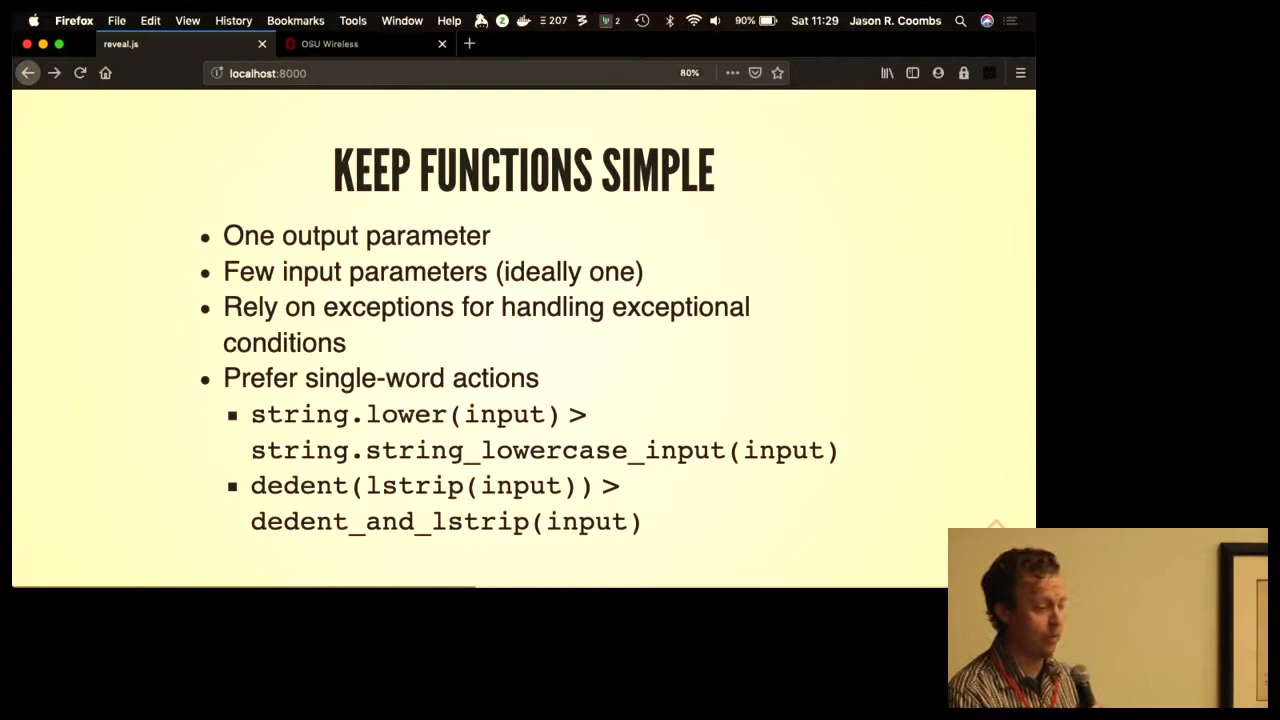 Firefox File Edit View History Bookmarks Tools Window Help 207 2 90% Sat 11:29 Jason R. Coombs
reveal.js OSU Wireless
localhost:8000 80%
KEEP FUNCTIONS SIMPLE
• One output parameter
• Few input parameters (ideally one)
• Rely on exceptions for handling exceptional
conditions
• Prefer single-word actions
▪ string.lower(input) >
string.string_lowercase_input(input)
▪ dedent(lstrip(input)) >
dedent_and_lstrip(input)